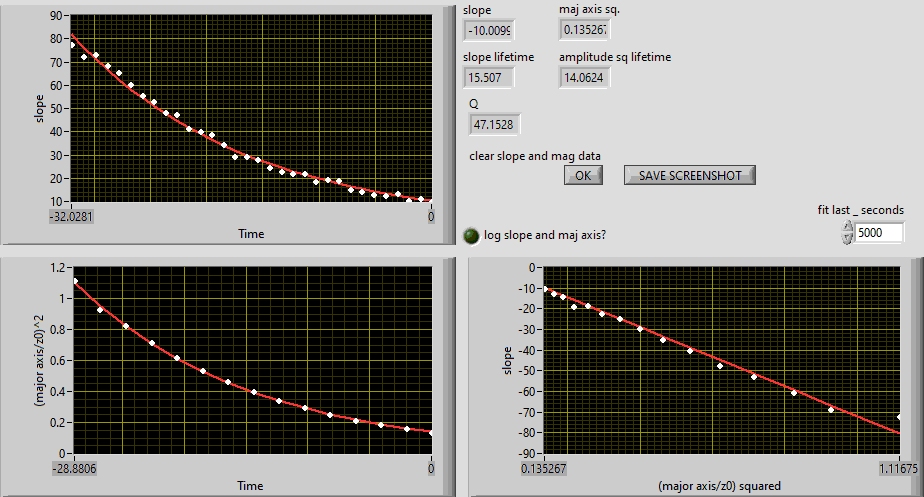 90
80
70
60
50
40
30
20
10
slope
-32.0281
0
Time
slope
maj axis sq.
-10.0099
0.135267
slope lifetime
amplitude sq lifetime
15.507
14.0624
Q
47.1528
clear slope and mag data
OK
SAVE SCREENSHOT
fit last _ seconds
log slope and maj axis?
5000
1.2
1
0.8
0.6
0.4
0.2
0
(major axis/z0)^2
-28.8806
0
Time
0
-10
-20
-30
-40
-50
-60
-70
-80
-90
slope
0.135267
1.11675
(major axis/z0) squared